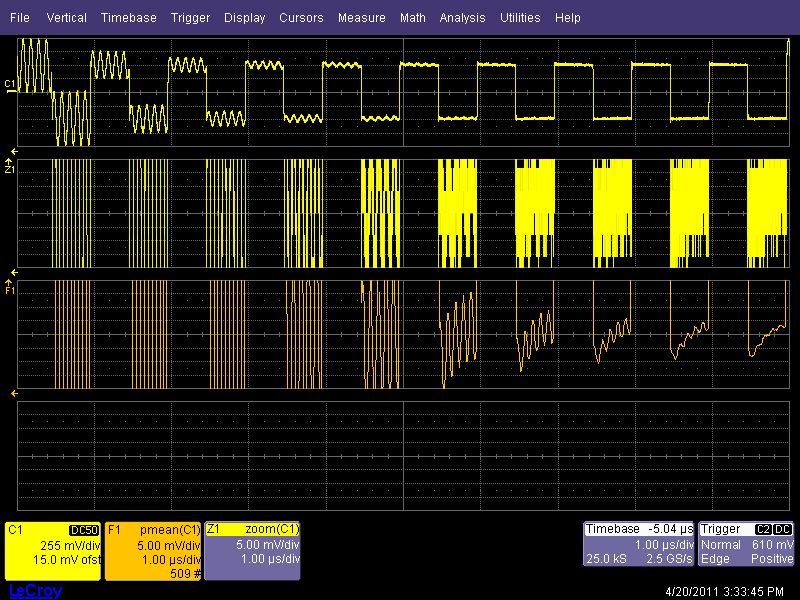 File Vertical Timebase Trigger Display Cursors Measure Math Analysis Utilities Help
C1
Z1
F1
C1 DC50
255 mV/div
15.0 mV ofst
F1 pmean(C1)
5.00 mV/div
1.00 µs/div
509 #
Z1 zoom(C1)
5.00 mV/div
1.00 µs/div
Timebase -5.04 µs
1.00 µs/div
25.0 kS 2.5 GS/s
Trigger C2 DC
Normal 610 mV
Edge Positive
LeCroy
4/20/2011 3:33:45 PM